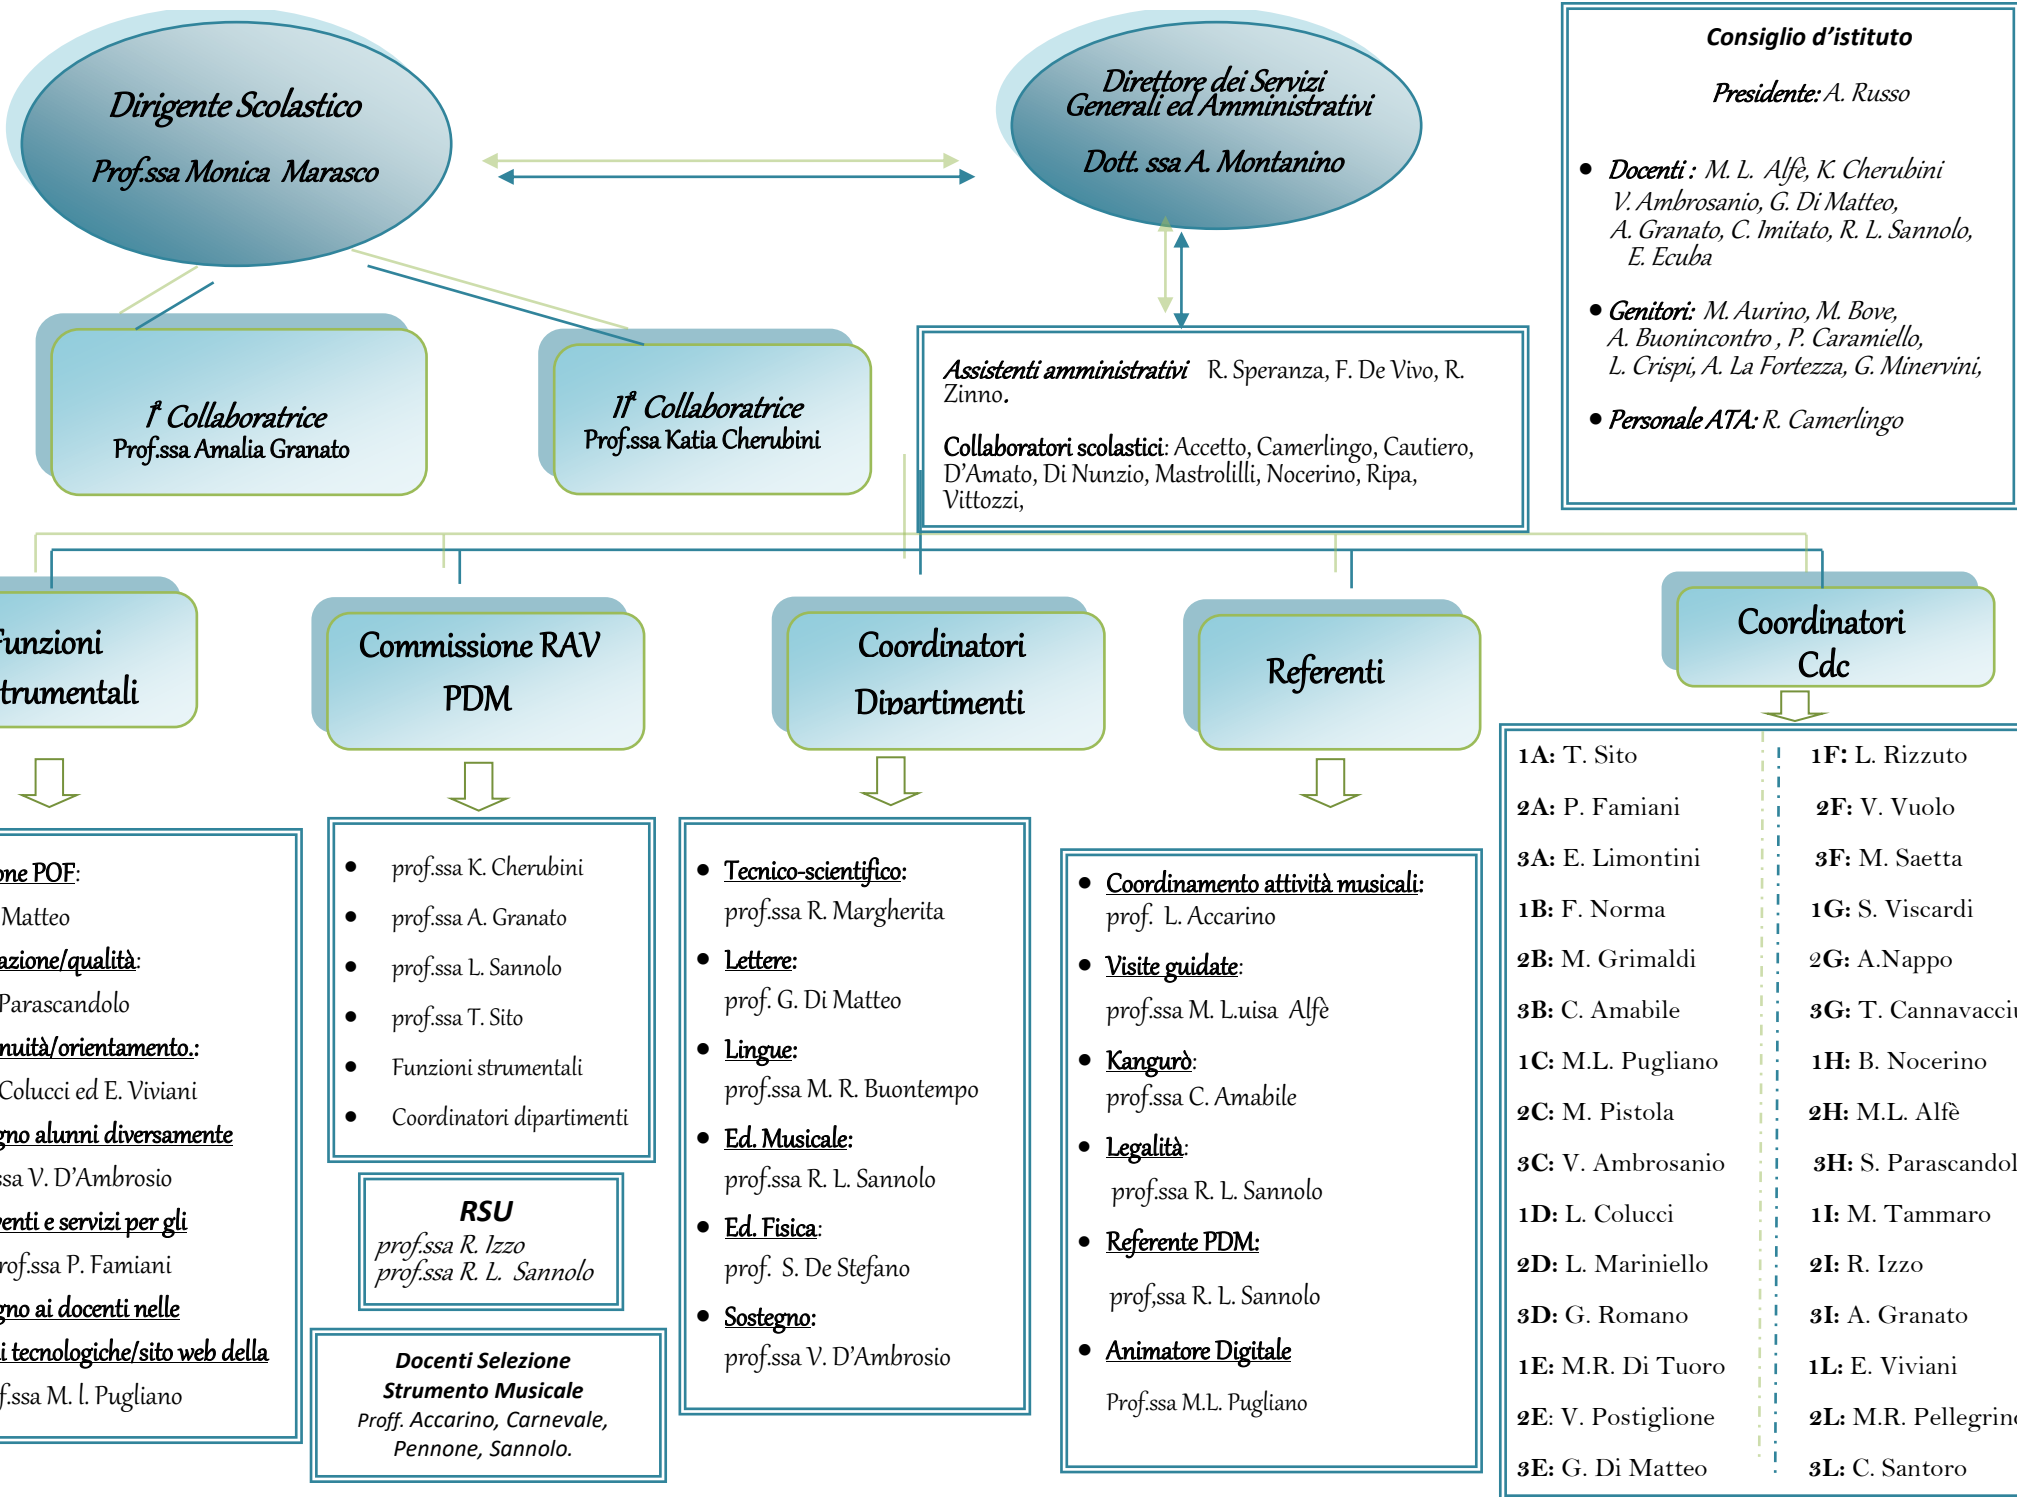 Dirigente Scolastico
Prof.ssa Monica Marasco
Direttore dei Servizi
Generali ed Amministrativi
Dott. ssa A. Montanino
Consiglio d’istituto
Presidente: A. Russo
• Docenti : M. L. Alfè, K. Cherubini
V. Ambrosanio, G. Di Matteo,
A. Granato, C. Imitato, R. L. Sannolo,
E. Ecuba
• Genitori: M. Aurino, M. Bove,
A. Buonincontro , P. Caramiello,
L. Crispi, A. La Fortezza, G. Minervini,
• Personale ATA: R. Camerlingo
Iª Collaboratrice
Prof.ssa Amalia Granato
IIª Collaboratrice
Prof.ssa Katia Cherubini
Assistenti amministrativi R. Speranza, F. De Vivo, R.
Zinno.
Collaboratori scolastici: Accetto, Camerlingo, Cautiero,
D’Amato, Di Nunzio, Mastrolilli, Nocerino, Ripa,
Vittozzi,
Funzioni
trumentali
Commissione RAV
PDM
Coordinatori
Dipartimenti
Referenti
Coordinatori
Cdc
one POF:
Matteo
azione/qualità:
Parascandolo
nuità/orientamento.:
Colucci ed E. Viviani
gno alunni diversamente
ssa V. D’Ambrosio
venti e servizi per gli
rof.ssa P. Famiani
gno ai docenti nelle
i tecnologiche/sito web della
f.ssa M. l. Pugliano
• prof.ssa K. Cherubini
• prof.ssa A. Granato
• prof.ssa L. Sannolo
• prof.ssa T. Sito
• Funzioni strumentali
• Coordinatori dipartimenti
RSU
prof.ssa R. Izzo
prof.ssa R. L. Sannolo
Docenti Selezione
Strumento Musicale
Proff. Accarino, Carnevale,
Pennone, Sannolo.
• Tecnico-scientifico:
prof.ssa R. Margherita
• Lettere:
prof. G. Di Matteo
• Lingue:
prof.ssa M. R. Buontempo
• Ed. Musicale:
prof.ssa R. L. Sannolo
• Ed. Fisica:
prof. S. De Stefano
• Sostegno:
prof.ssa V. D’Ambrosio
• Coordinamento attività musicali:
prof. L. Accarino
• Visite guidate:
prof.ssa M. L.uisa Alfè
• Kangurò:
prof.ssa C. Amabile
• Legalità:
prof.ssa R. L. Sannolo
• Referente PDM:
prof,ssa R. L. Sannolo
• Animatore Digitale
Prof.ssa M.L. Pugliano
1A: T. Sito
2A: P. Famiani
3A: E. Limontini
1B: F. Norma
2B: M. Grimaldi
3B: C. Amabile
1C: M.L. Pugliano
2C: M. Pistola
3C: V. Ambrosanio
1D: L. Colucci
2D: L. Mariniello
3D: G. Romano
1E: M.R. Di Tuoro
2E: V. Postiglione
3E: G. Di Matteo
1F: L. Rizzuto
2F: V. Vuolo
3F: M. Saetta
1G: S. Viscardi
2G: A.Nappo
3G: T. Cannavacciu
1H: B. Nocerino
2H: M.L. Alfè
3H: S. Parascandol
1I: M. Tammaro
2I: R. Izzo
3I: A. Granato
1L: E. Viviani
2L: M.R. Pellegrino
3L: C. Santoro